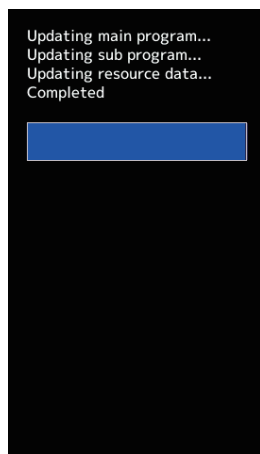 Updating main program...
Updating sub program...
Updating resource data...
Completed